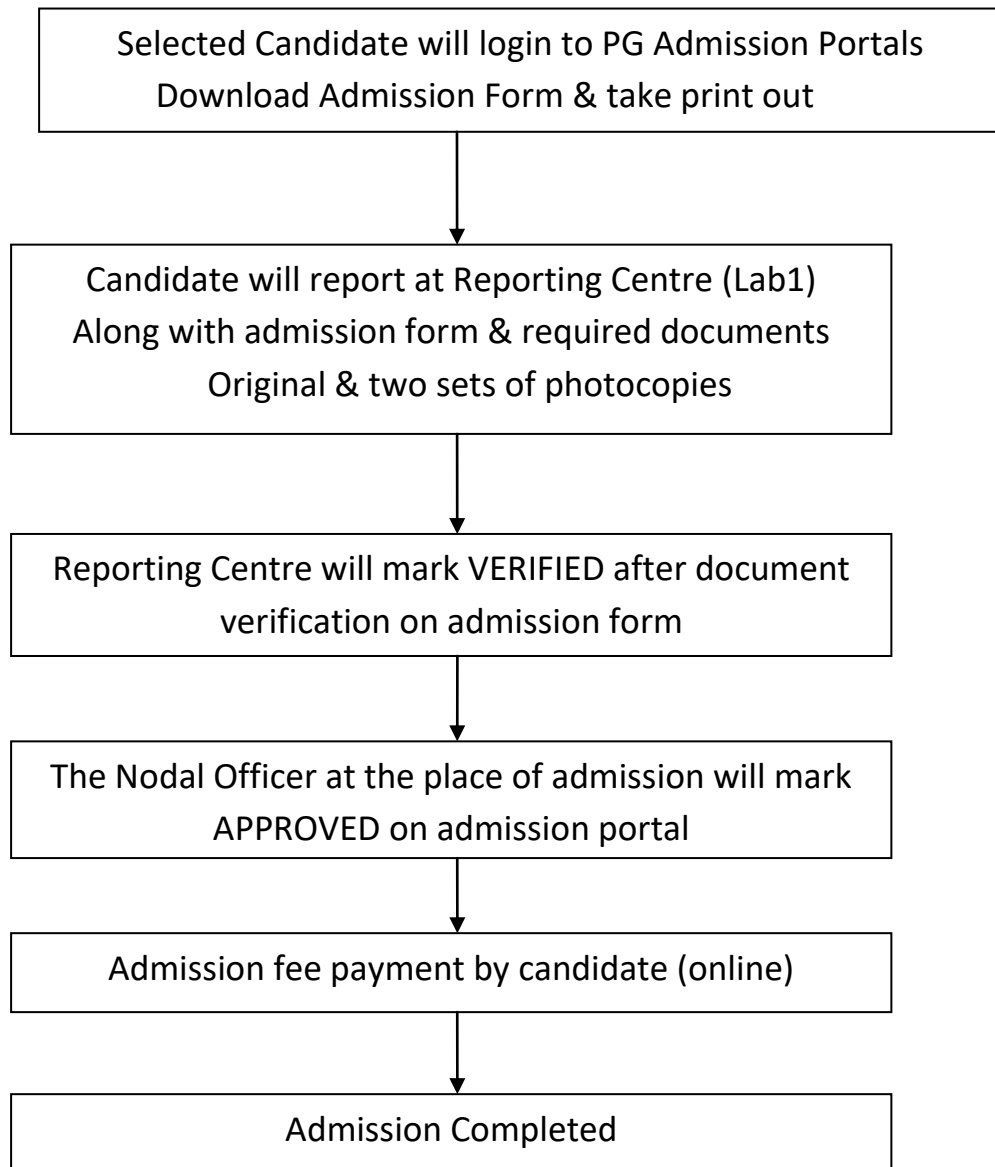 Selected Candidate will login to PG Admission Portals
Download Admission Form & take print out
Candidate will report at Reporting Centre (Lab1)
Along with admission form & required documents
Original & two sets of photocopies
Reporting Centre will mark VERIFIED after document
verification on admission form
The Nodal Officer at the place of admission will mark
APPROVED on admission portal
Admission fee payment by candidate (online)
Admission Completed